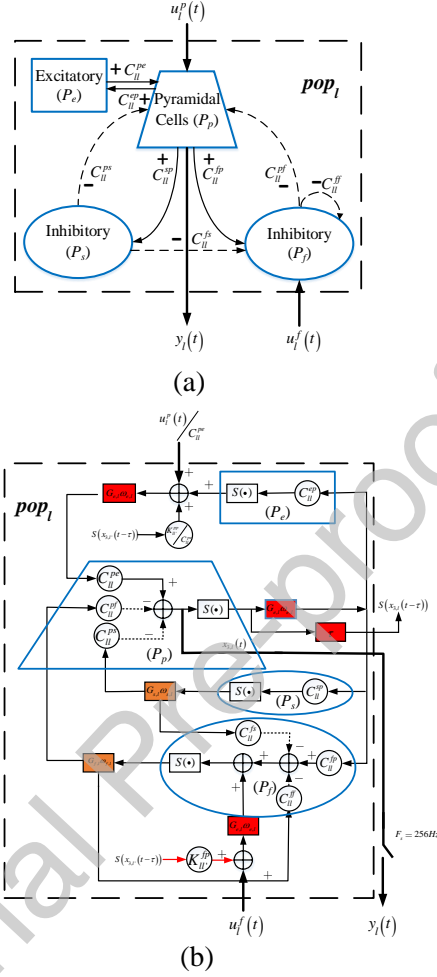 u_l^p(t)
pop_l
Excitatory
(P_e)
+ C_ll^pe
C_ll^ep +
Pyramidal
Cells (P_p)
C_ll^ps
+ +
C_ll^sp C_ll^fp
C_ll^pf
C_ll^ff
Inhibitory
(P_s)
− C_ll^fs
Inhibitory
(P_f)
y_l(t)
u_l^f(t)
(a)
u_l^p(t)/C_ll^pe
+
S(•) C_ll^ep
(P_e)
pop_l
C_ll^pe +
C_ll^pf −
C_ll^ps −
S(•)
(P_p)
S(•) C_ll^sp
(P_s)
C_ll^fs −
S(•) + + C_ll^fp
(P_f)
C_ll^ff −
K_ll'^fp +
+
F_s = 256Hz
u_l^f(t)
y_l(t)
(b)
nal Pre-proo